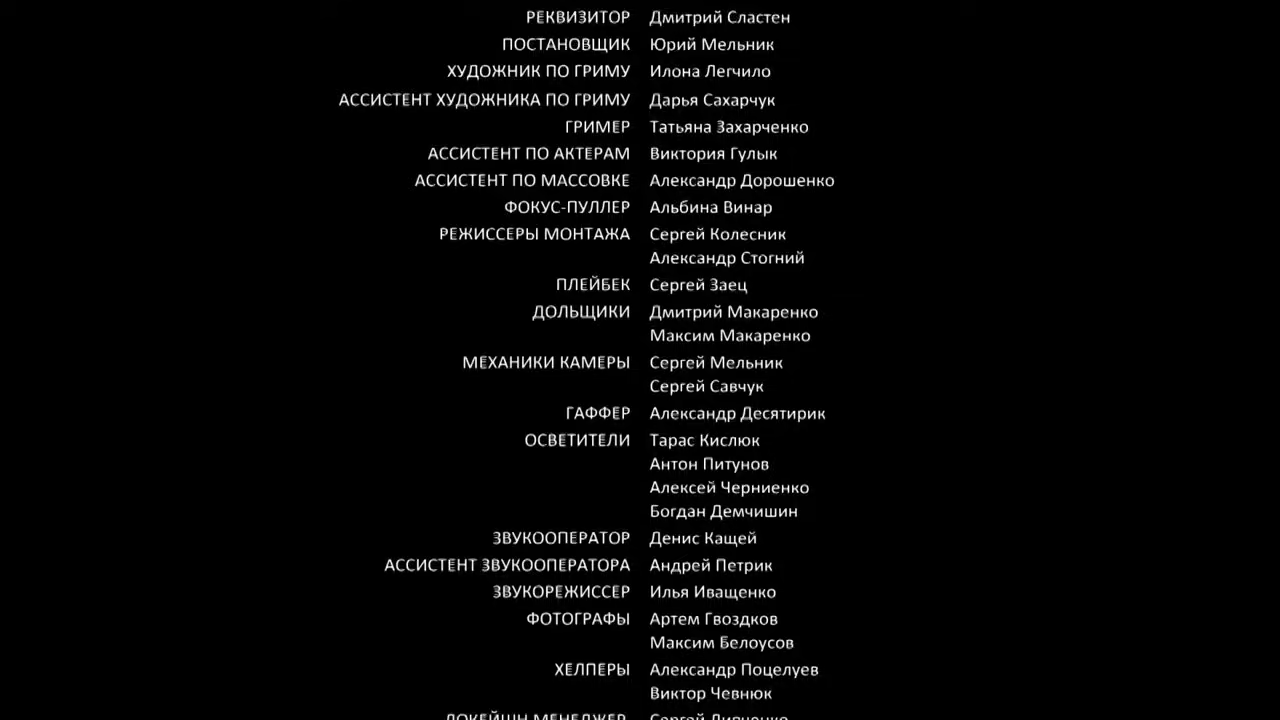 РЕКВИЗИТОР Дмитрий Сластен
ПОСТАНОВЩИК Юрий Мельник
ХУДОЖНИК ПО ГРИМУ Илона Легчило
АССИСТЕНТ ХУДОЖНИКА ПО ГРИМУ Дарья Сахарчук
ГРИМЕР Татьяна Захарченко
АССИСТЕНТ ПО АКТЕРАМ Виктория Гулык
АССИСТЕНТ ПО МАССОВКЕ Александр Дорошенко
ФОКУС-ПУЛЛЕР Альбина Винар
РЕЖИССЕРЫ МОНТАЖА Сергей Колесник
Александр Стогний
ПЛЕЙБЕК Сергей Заец
ДОЛЬЩИКИ Дмитрий Макаренко
Максим Макаренко
МЕХАНИКИ КАМЕРЫ Сергей Мельник
Сергей Савчук
ГАФФЕР Александр Десятирик
ОСВЕТИТЕЛИ Тарас Кислюк
Антон Питунов
Алексей Черниенко
Богдан Демчишин
ЗВУКООПЕРАТОР Денис Кащей
АССИСТЕНТ ЗВУКООПЕРАТОРА Андрей Петрик
ЗВУКОРЕЖИССЕР Илья Иващенко
ФОТОГРАФЫ Артем Гвоздков
Максим Белоусов
ХЕЛПЕРЫ Александр Поцелуев
Виктор Чевнюк
ЛОКЕЙШН МЕНЕДЖЕР Сергей